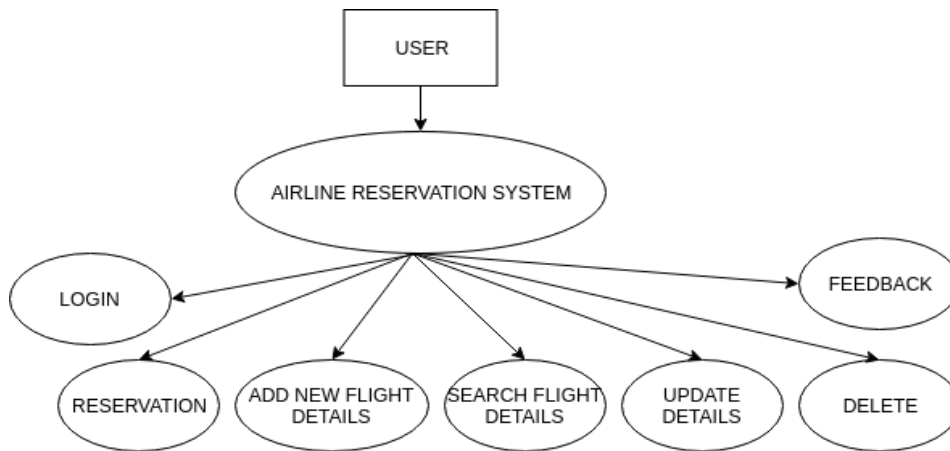 USER
AIRLINE RESERVATION SYSTEM
LOGIN
FEEDBACK
RESERVATION
ADD NEW FLIGHT
DETAILS
SEARCH FLIGHT
DETAILS
UPDATE
DETAILS
DELETE